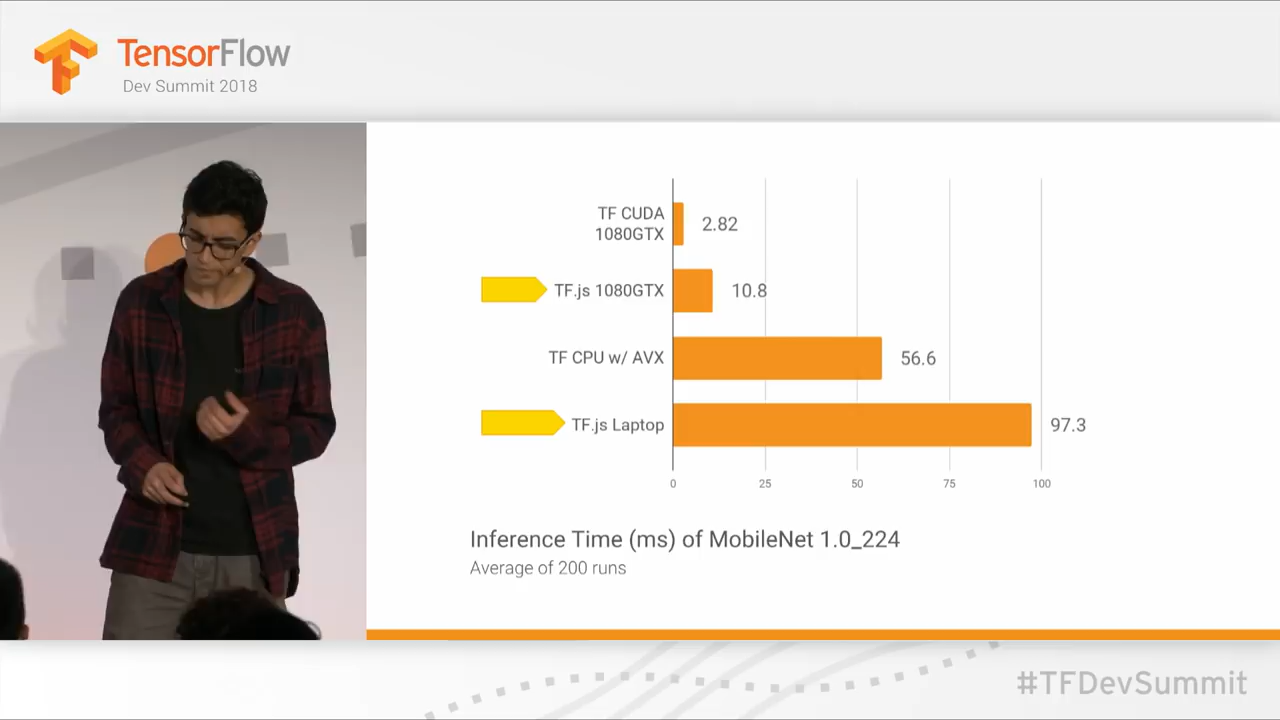 TensorFlow
Dev Summit 2018
TF CUDA
1080GTX
2.82
TF.js 1080GTX
10.8
TF CPU w/ AVX
56.6
TF.js Laptop
97.3
0 25 50 75 100
Inference Time (ms) of MobileNet 1.0_224
Average of 200 runs
#TFDevSummit